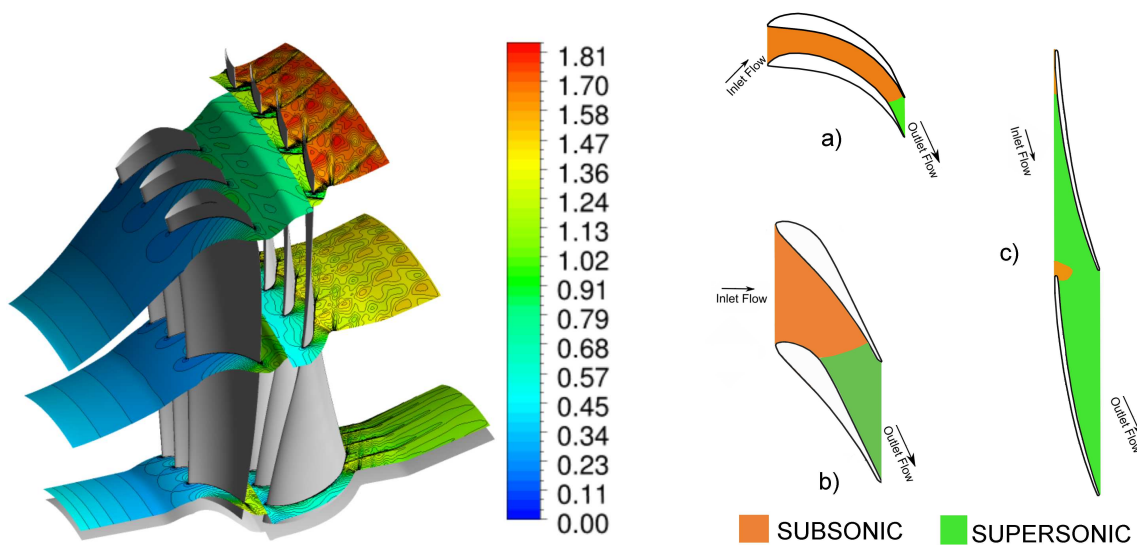 1.81
1.70
1.58
1.47
1.36
1.24
1.13
1.02
0.91
0.79
0.68
0.57
0.45
0.34
0.23
0.11
0.00
Inlet Flow
a)
Outlet Flow
Inlet Flow
b)
Outlet Flow
Inlet Flow
c)
Outlet Flow
SUBSONIC
SUPERSONIC